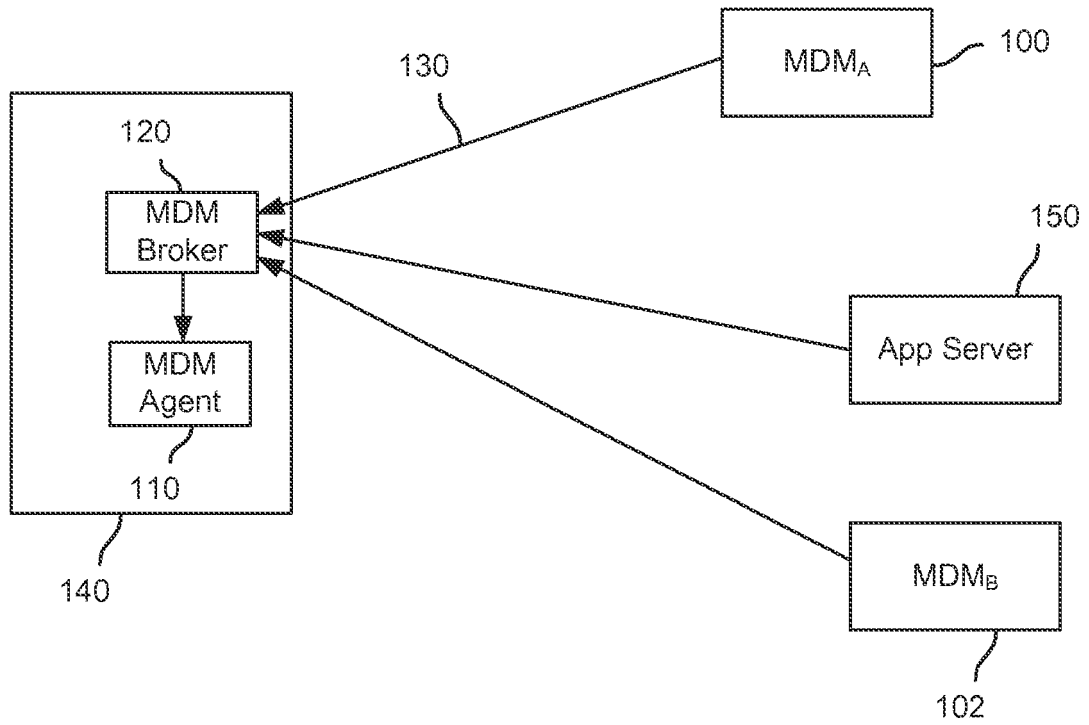 100
MDMA
130
120
MDM
Broker
150
App Server
MDM
Agent
110
140
MDMB
102